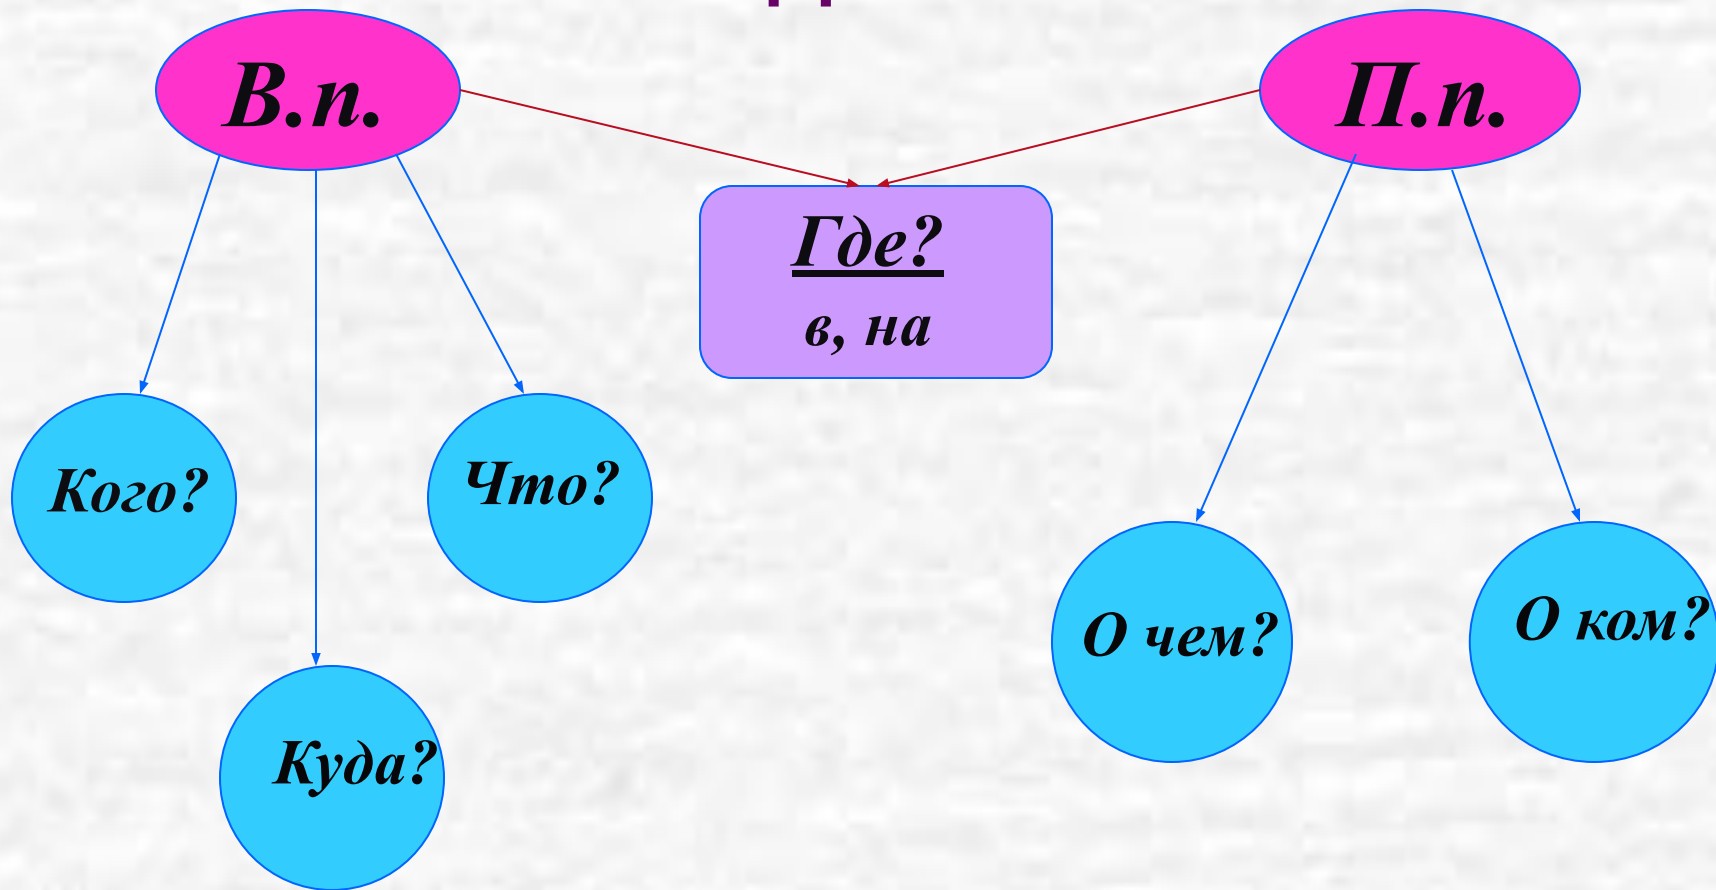 В.п.
П.п.
Где?
в, на
Кого?
Что?
Куда?
О чем?
О ком?